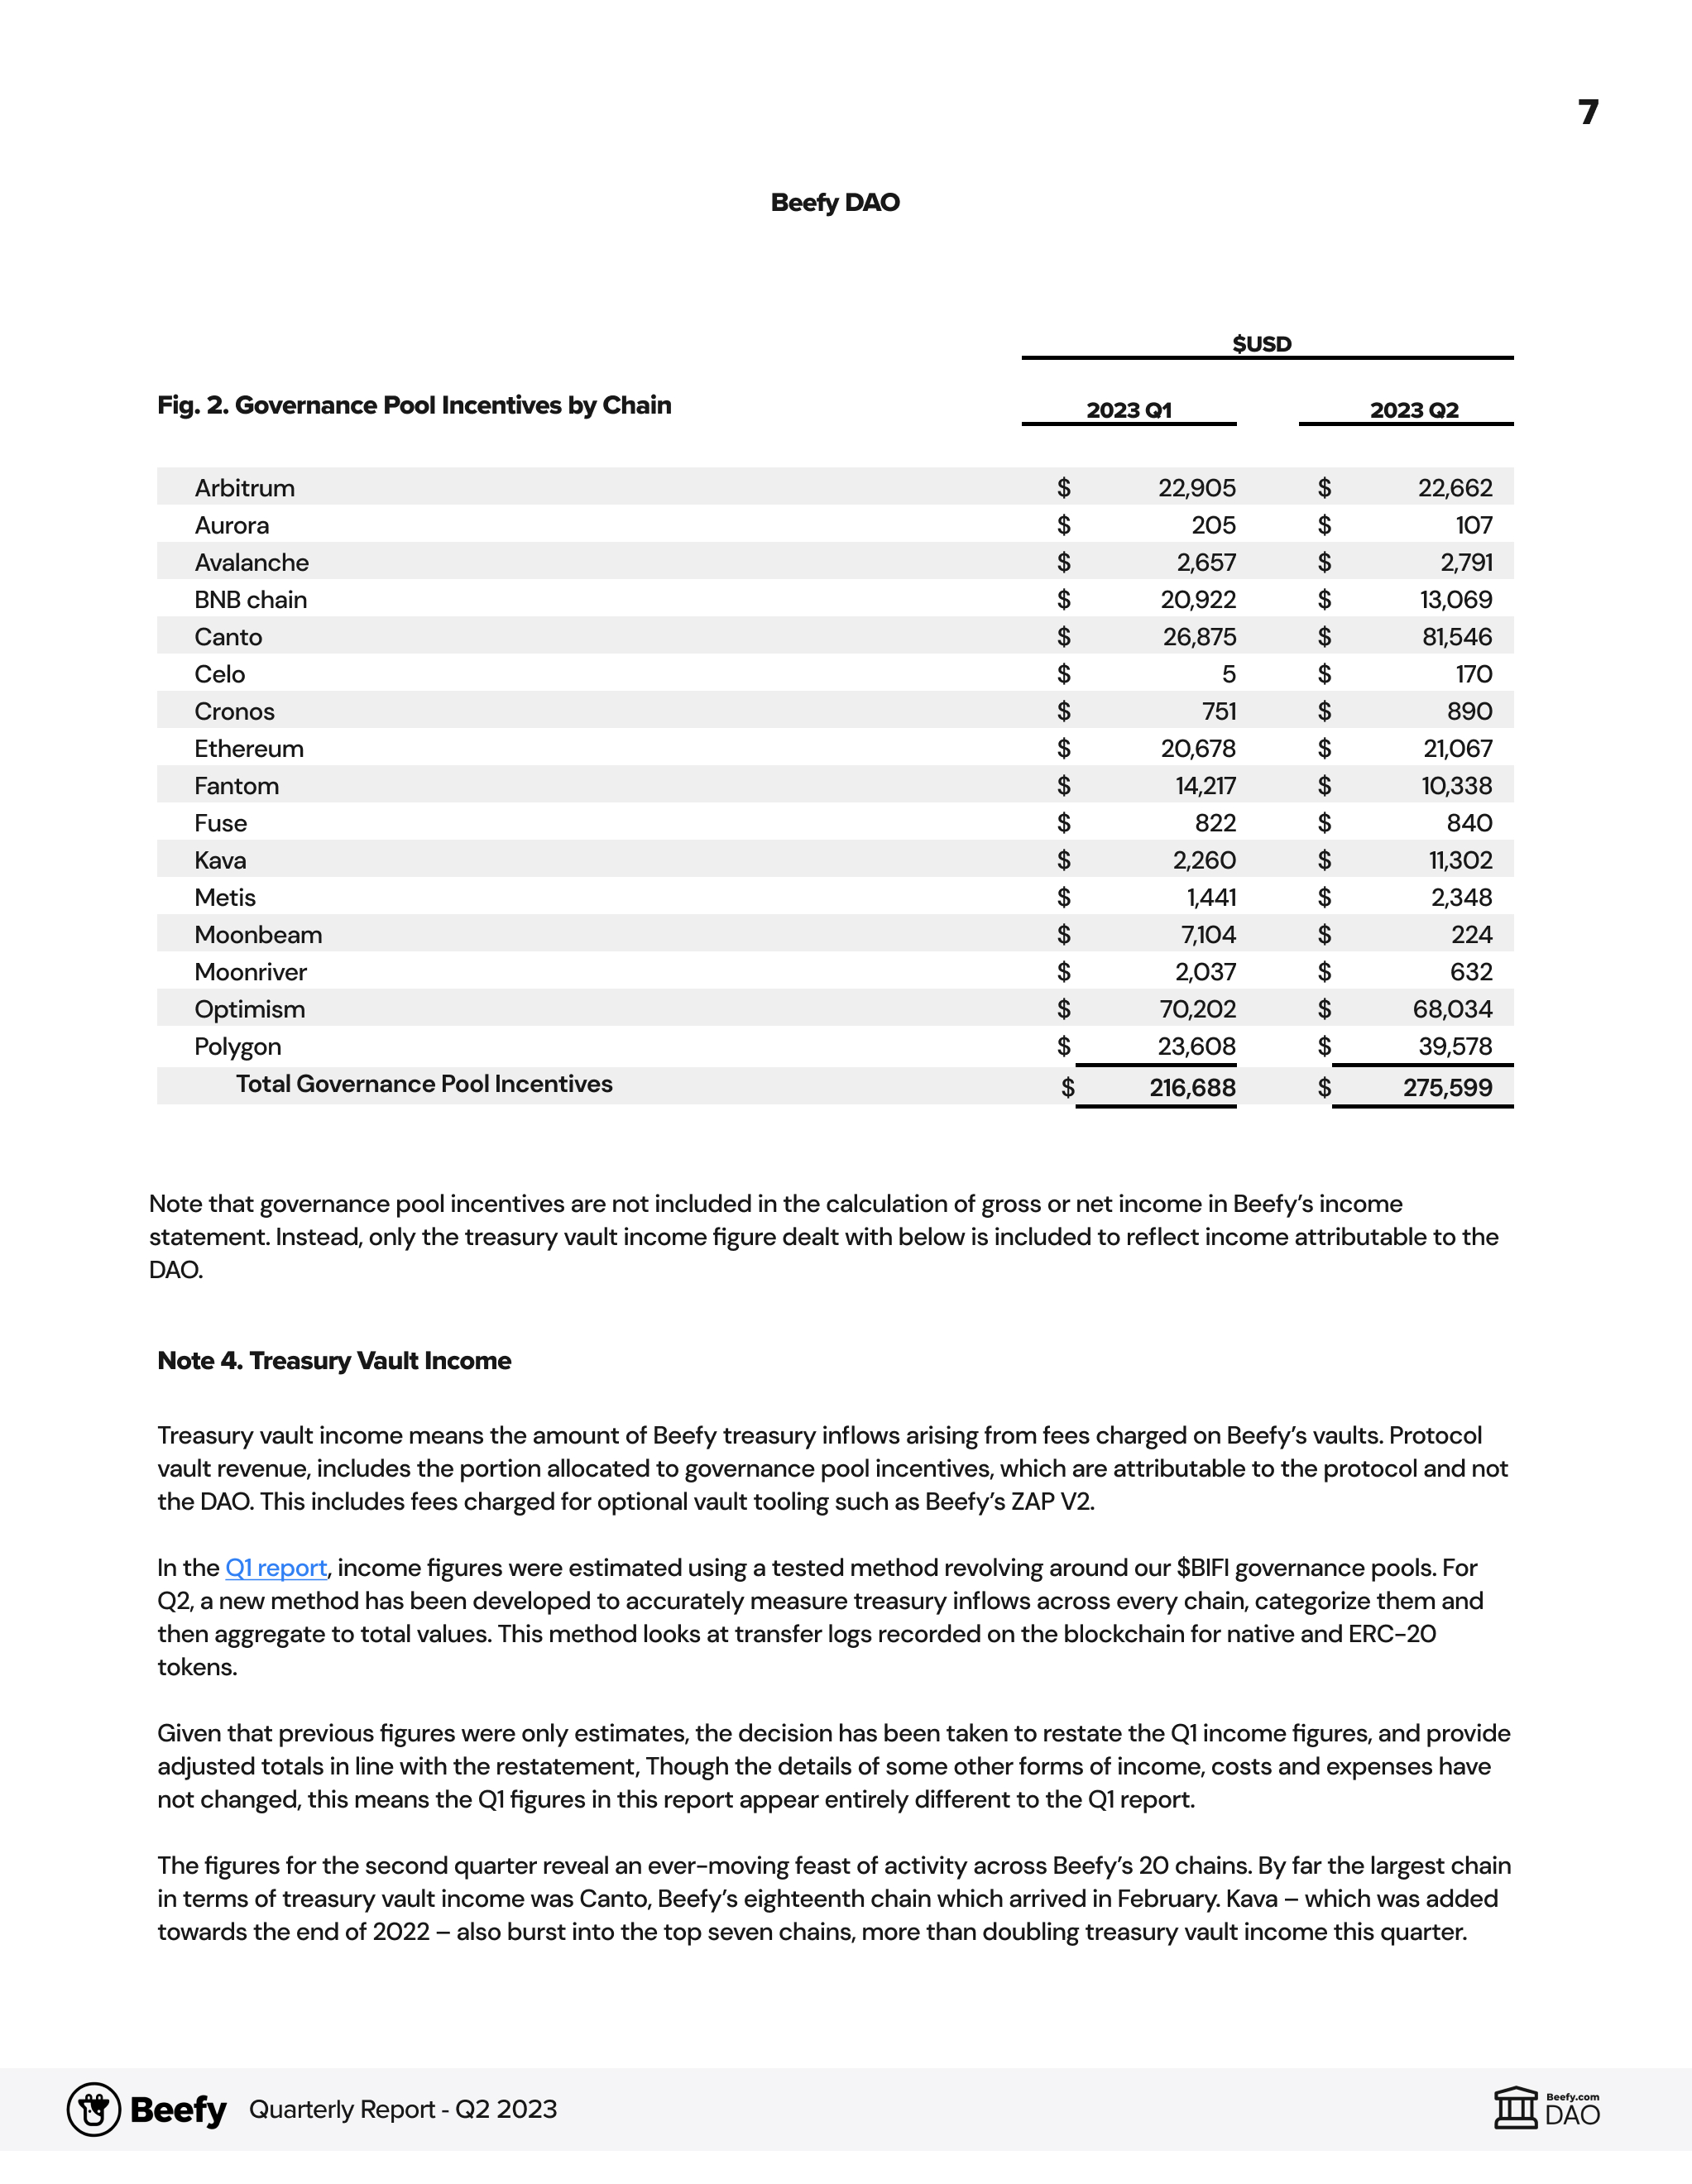 7
Beefy DAO
$USD
Fig. 2. Governance Pool Incentives by Chain 2023 Q1 2023 Q2
Arbitrum $ 22,905 $ 22,662
Aurora $ 205 $ 107
Avalanche $ 2,657 $ 2,791
BNB chain $ 20,922 $ 13,069
Canto $ 26,875 $ 81,546
Celo $ 5 $ 170
Cronos $ 751 $ 890
Ethereum $ 20,678 $ 21,067
Fantom $ 14,217 $ 10,338
Fuse $ 822 $ 840
Kava $ 2,260 $ 11,302
Metis $ 1,441 $ 2,348
Moonbeam $ 7,104 $ 224
Moonriver $ 2,037 $ 632
Optimism $ 70,202 $ 68,034
Polygon $ 23,608 $ 39,578
Total Governance Pool Incentives $ 216,688 $ 275,599
Note that governance pool incentives are not included in the calculation of gross or net income in Beefy’s income
statement. Instead, only the treasury vault income figure dealt with below is included to reflect income attributable to the
DAO.
Note 4. Treasury Vault Income
Treasury vault income means the amount of Beefy treasury inflows arising from fees charged on Beefy’s vaults. Protocol
vault revenue, includes the portion allocated to governance pool incentives, which are attributable to the protocol and not
the DAO. This includes fees charged for optional vault tooling such as Beefy’s ZAP V2.
In the Q1 report, income figures were estimated using a tested method revolving around our $BIFI governance pools. For
Q2, a new method has been developed to accurately measure treasury inflows across every chain, categorize them and
then aggregate to total values. This method looks at transfer logs recorded on the blockchain for native and ERC-20
tokens.
Given that previous figures were only estimates, the decision has been taken to restate the Q1 income figures, and provide
adjusted totals in line with the restatement, Though the details of some other forms of income, costs and expenses have
not changed, this means the Q1 figures in this report appear entirely different to the Q1 report.
The figures for the second quarter reveal an ever-moving feast of activity across Beefy’s 20 chains. By far the largest chain
in terms of treasury vault income was Canto, Beefy’s eighteenth chain which arrived in February. Kava – which was added
towards the end of 2022 – also burst into the top seven chains, more than doubling treasury vault income this quarter.
Beefy Quarterly Report - Q2 2023
Beefy.com
DAO